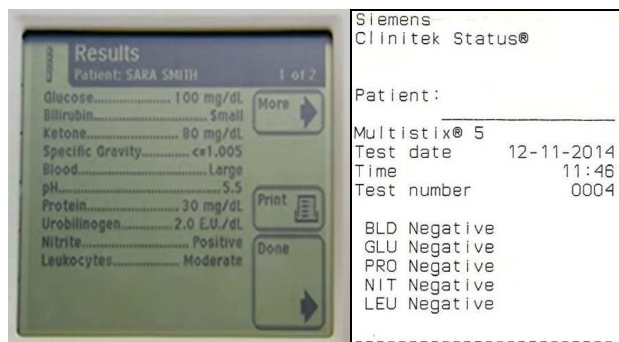 Results
Patient: SARA SMITH 1 of 2
Glucose.................... 100 mg/dL
Bilirubin.................... Small
Ketone.................... 80 mg/dL
Specific Gravity............ <=1.005
Blood.................... Large
pH.................... 5.5
Protein.................... 30 mg/dL
Urobilinogen............ 2.0 E.U./dL
Nitrite.................... Positive
Leukocytes................ Moderate
More
Print
Done
Siemens
Clinitek Status®
Patient:
Multistix® 5
Test date 12-11-2014
Time 11:46
Test number 0004
BLD Negative
GLU Negative
PRO Negative
NIT Negative
LEU Negative